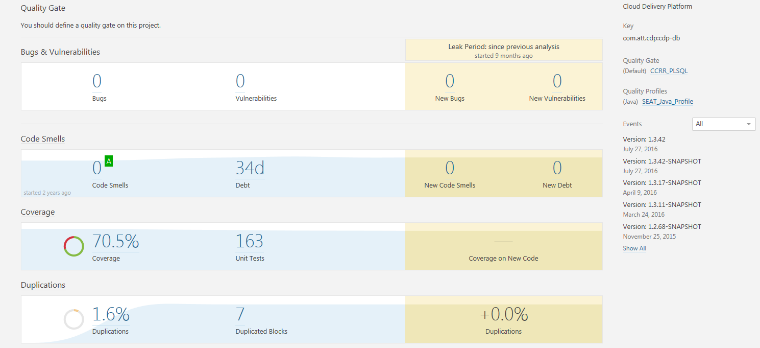 Quality Gate
You should define a quality gate on this project.
Bugs & Vulnerabilities
Leak Period: since previous analysis
started 9 months ago
0
Bugs
0
Vulnerabilities
0
New Bugs
0
New Vulnerabilities
Code Smells
0 A
Code Smells
34d
Debt
0
New Code Smells
0
New Debt
started 2 years ago
Coverage
70.5%
Coverage
163
Unit Tests
Coverage on New Code
Duplications
1.6%
Duplications
7
Duplicated Blocks
+0.0%
Duplications
Cloud Delivery Platform
Key
com.att.cdp:cdp-db
Quality Gate
(Default) CCRR_PLSQL
Quality Profiles
(Java) SEAT_Java_Profile
Events
All
Version: 1.3.42
July 27, 2016
Version: 1.3.42-SNAPSHOT
July 27, 2016
Version: 1.3.17-SNAPSHOT
April 9, 2016
Version: 1.3.11-SNAPSHOT
March 24, 2016
Version: 1.2.68-SNAPSHOT
November 25, 2015
Show All